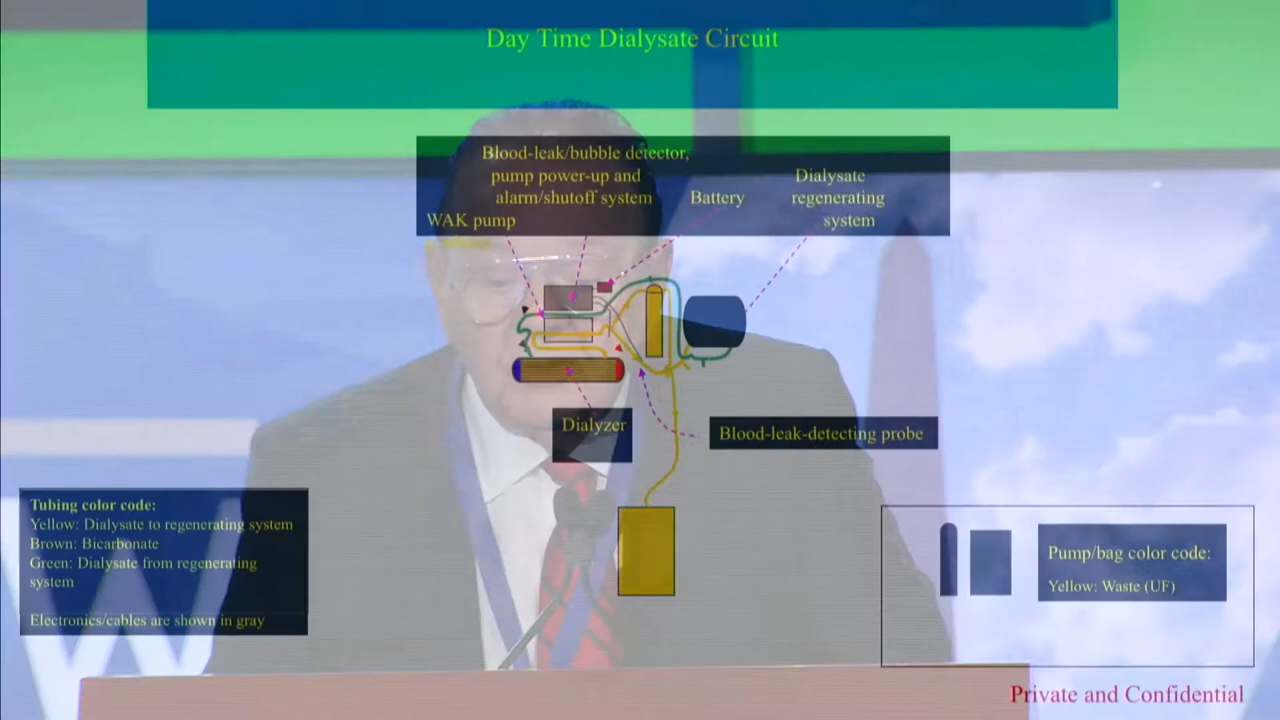 Day Time Dialysate Circuit
Blood-leak/bubble detector,
pump power-up and
alarm/shutoff system
WAK pump
Battery
Dialysate
regenerating
system
Dialyzer
Blood-leak-detecting probe
Tubing color code:
Yellow: Dialysate to regenerating system
Brown: Bicarbonate
Green: Dialysate from regenerating
system
Electronics/cables are shown in gray
Pump/bag color code:
Yellow: Waste (UF)
Private and Confidential
W